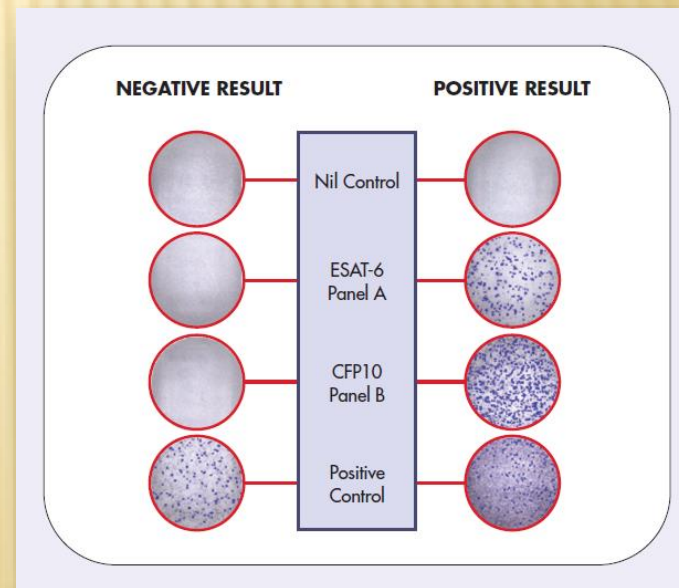 NEGATIVE RESULT
POSITIVE RESULT
Nil Control
ESAT-6
Panel A
CFP10
Panel B
Positive
Control